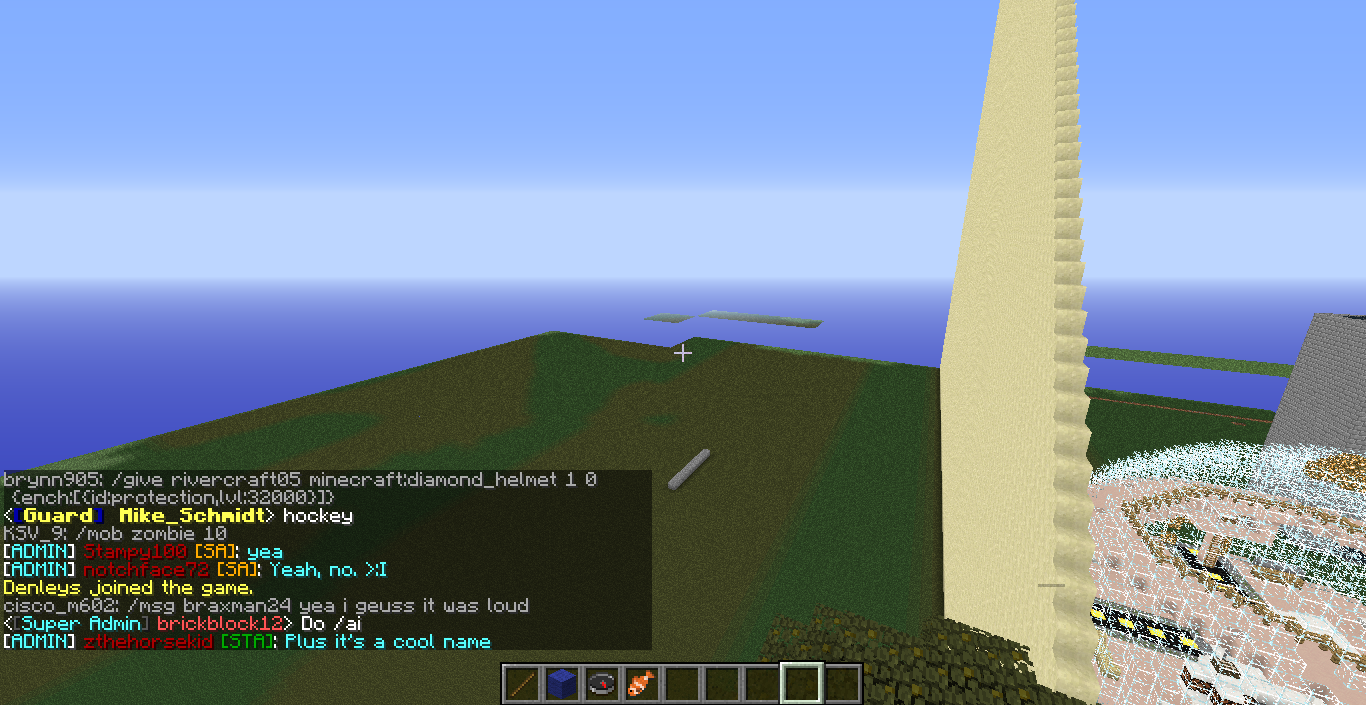 brynn905: /give rivercraft05 minecraft:diamond_helmet 1 0
{ench:[{id:protection,lvl:32000}]}
<[Guard] Mike_Schmidt> hockey
KSV_9: /mob zombie 10
[ADMIN] Stampy100 [SA]: yea
[ADMIN] notchface72 [SA]: Yeah, no. >:I
Denleys joined the game.
cisco_m602: /msg braxman24 yea i geuss it was loud
<[Super Admin] brickblock12> Do /ai
[ADMIN] zthehorsekid [STA]: Plus it's a cool name